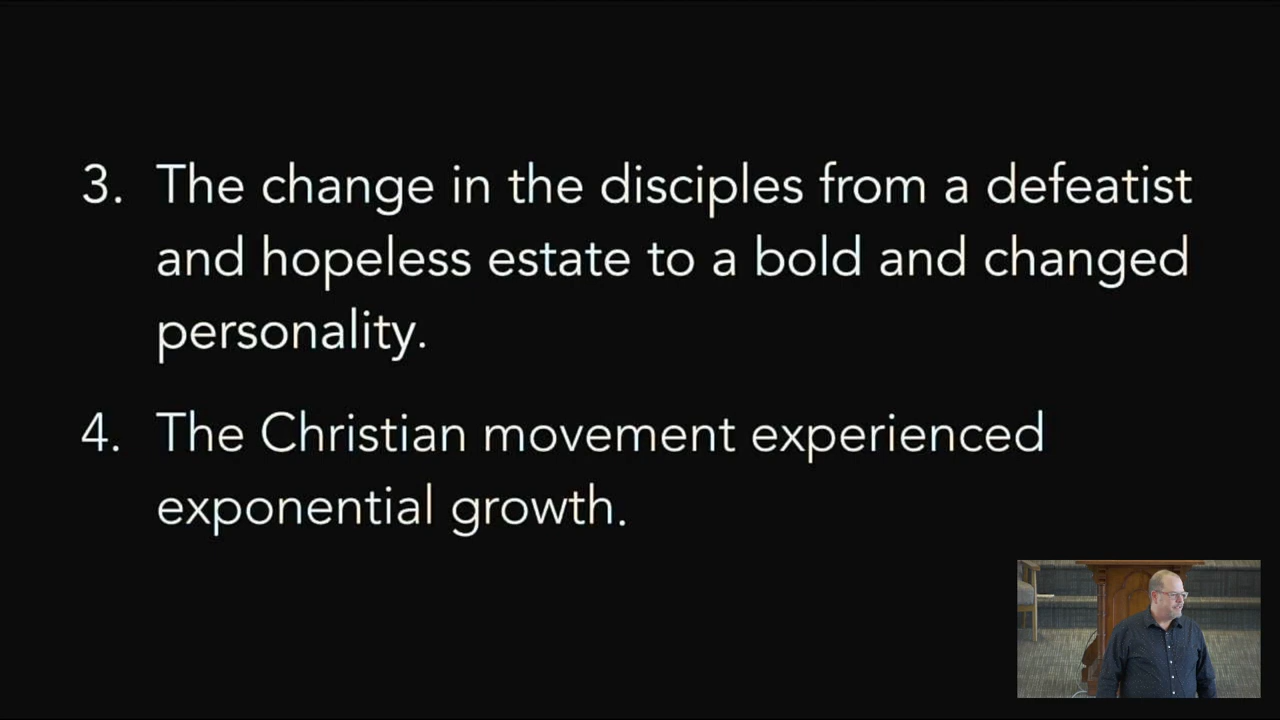 3. The change in the disciples from a defeatist
and hopeless estate to a bold and changed
personality.
4. The Christian movement experienced
exponential growth.